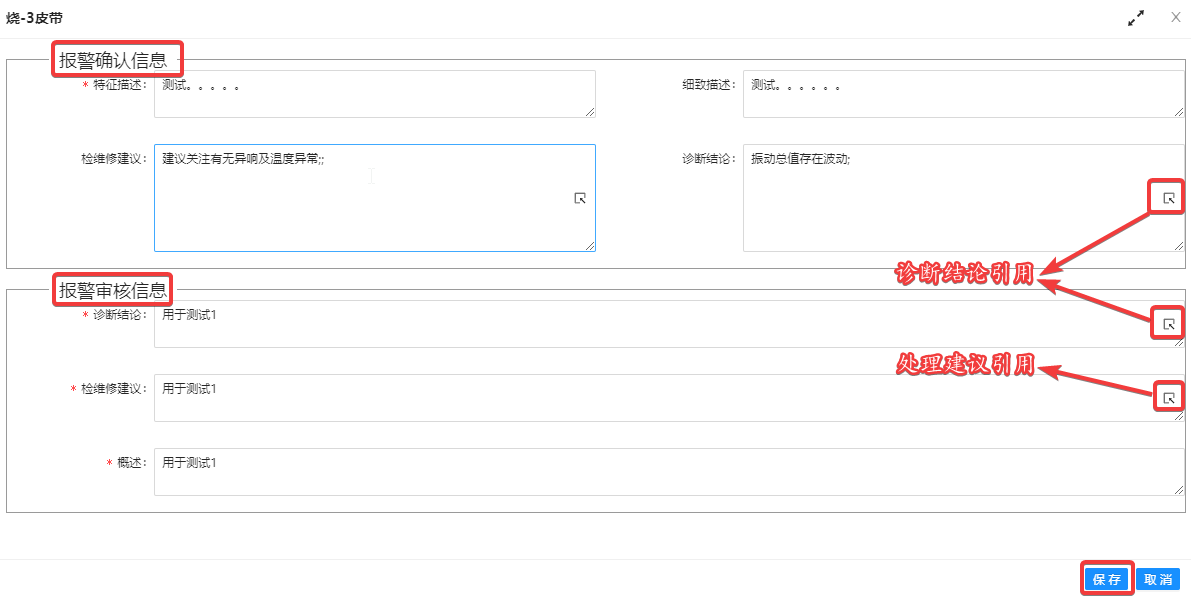 烧-3皮带
报警确认信息
* 特征描述: 测试。。。。。
细致描述: 测试。。。。。。
检维修建议: 建议关注有无异响及温度异常;;
诊断结论: 振动总值存在波动;
诊断结论引用
报警审核信息
* 诊断结论: 用于测试1
处理建议引用
* 检维修建议: 用于测试1
* 概述: 用于测试1
保存 取消